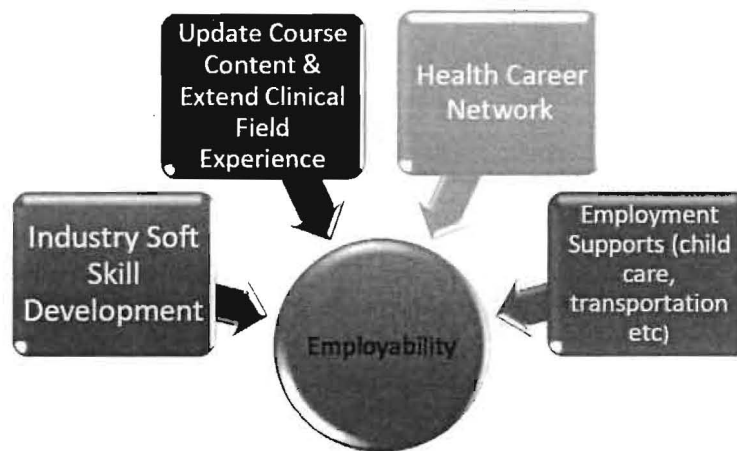 Update Course
Content &
Extend Clinical
Field
Experience
Health Career
Network
Industry Soft
Skill
Development
Employment
Supports (child
care,
transportation
etc)
Employability